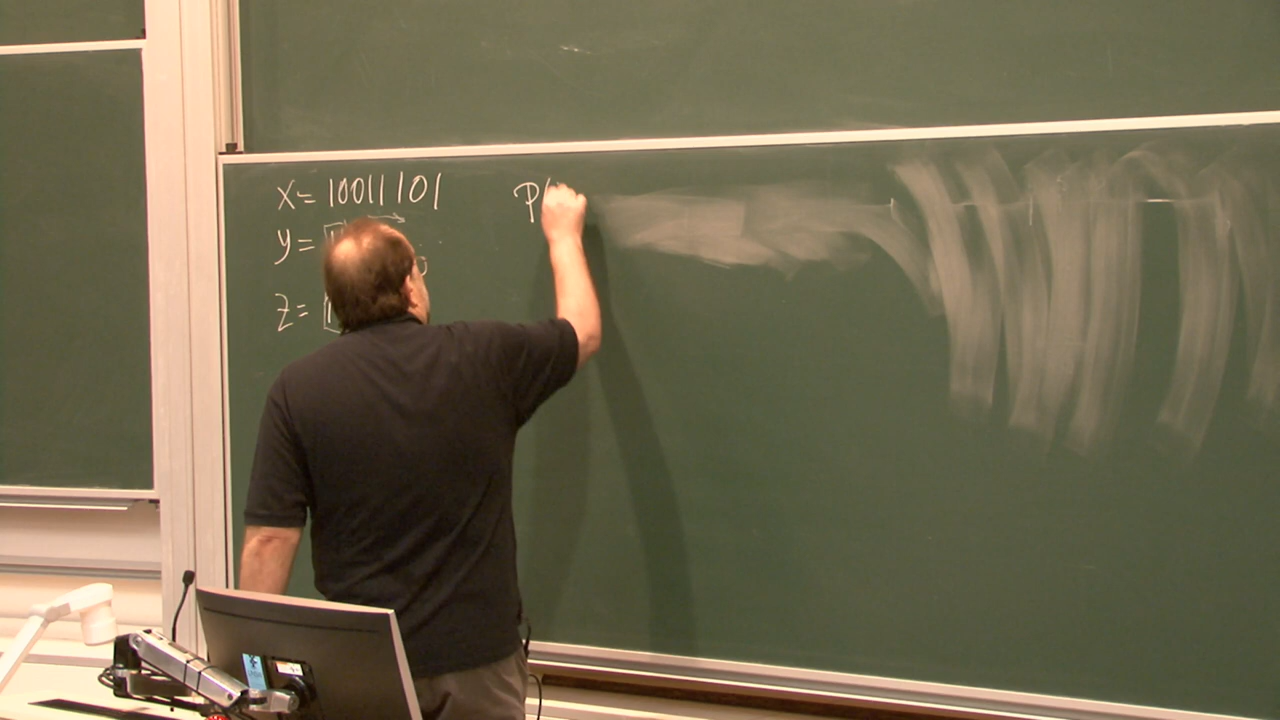 x = 10011101
y =
z =
P(